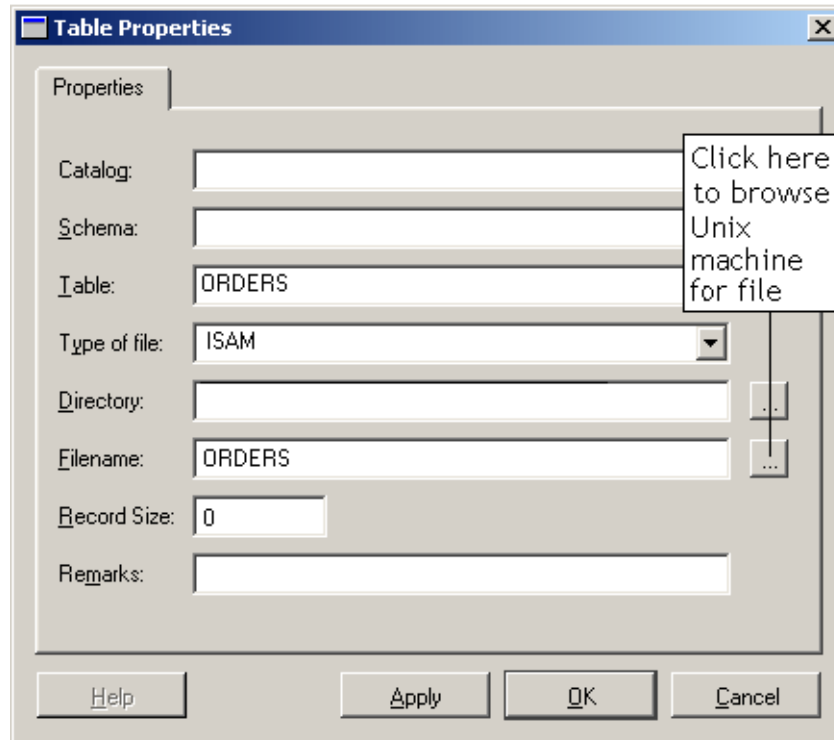 Table Properties
Properties
Catalog:
Schema:
Table: ORDERS
Type of file: ISAM
Directory: ...
Filename: ORDERS ...
Record Size: 0
Remarks:
Click here
to browse
Unix
machine
for file
Help Apply OK Cancel